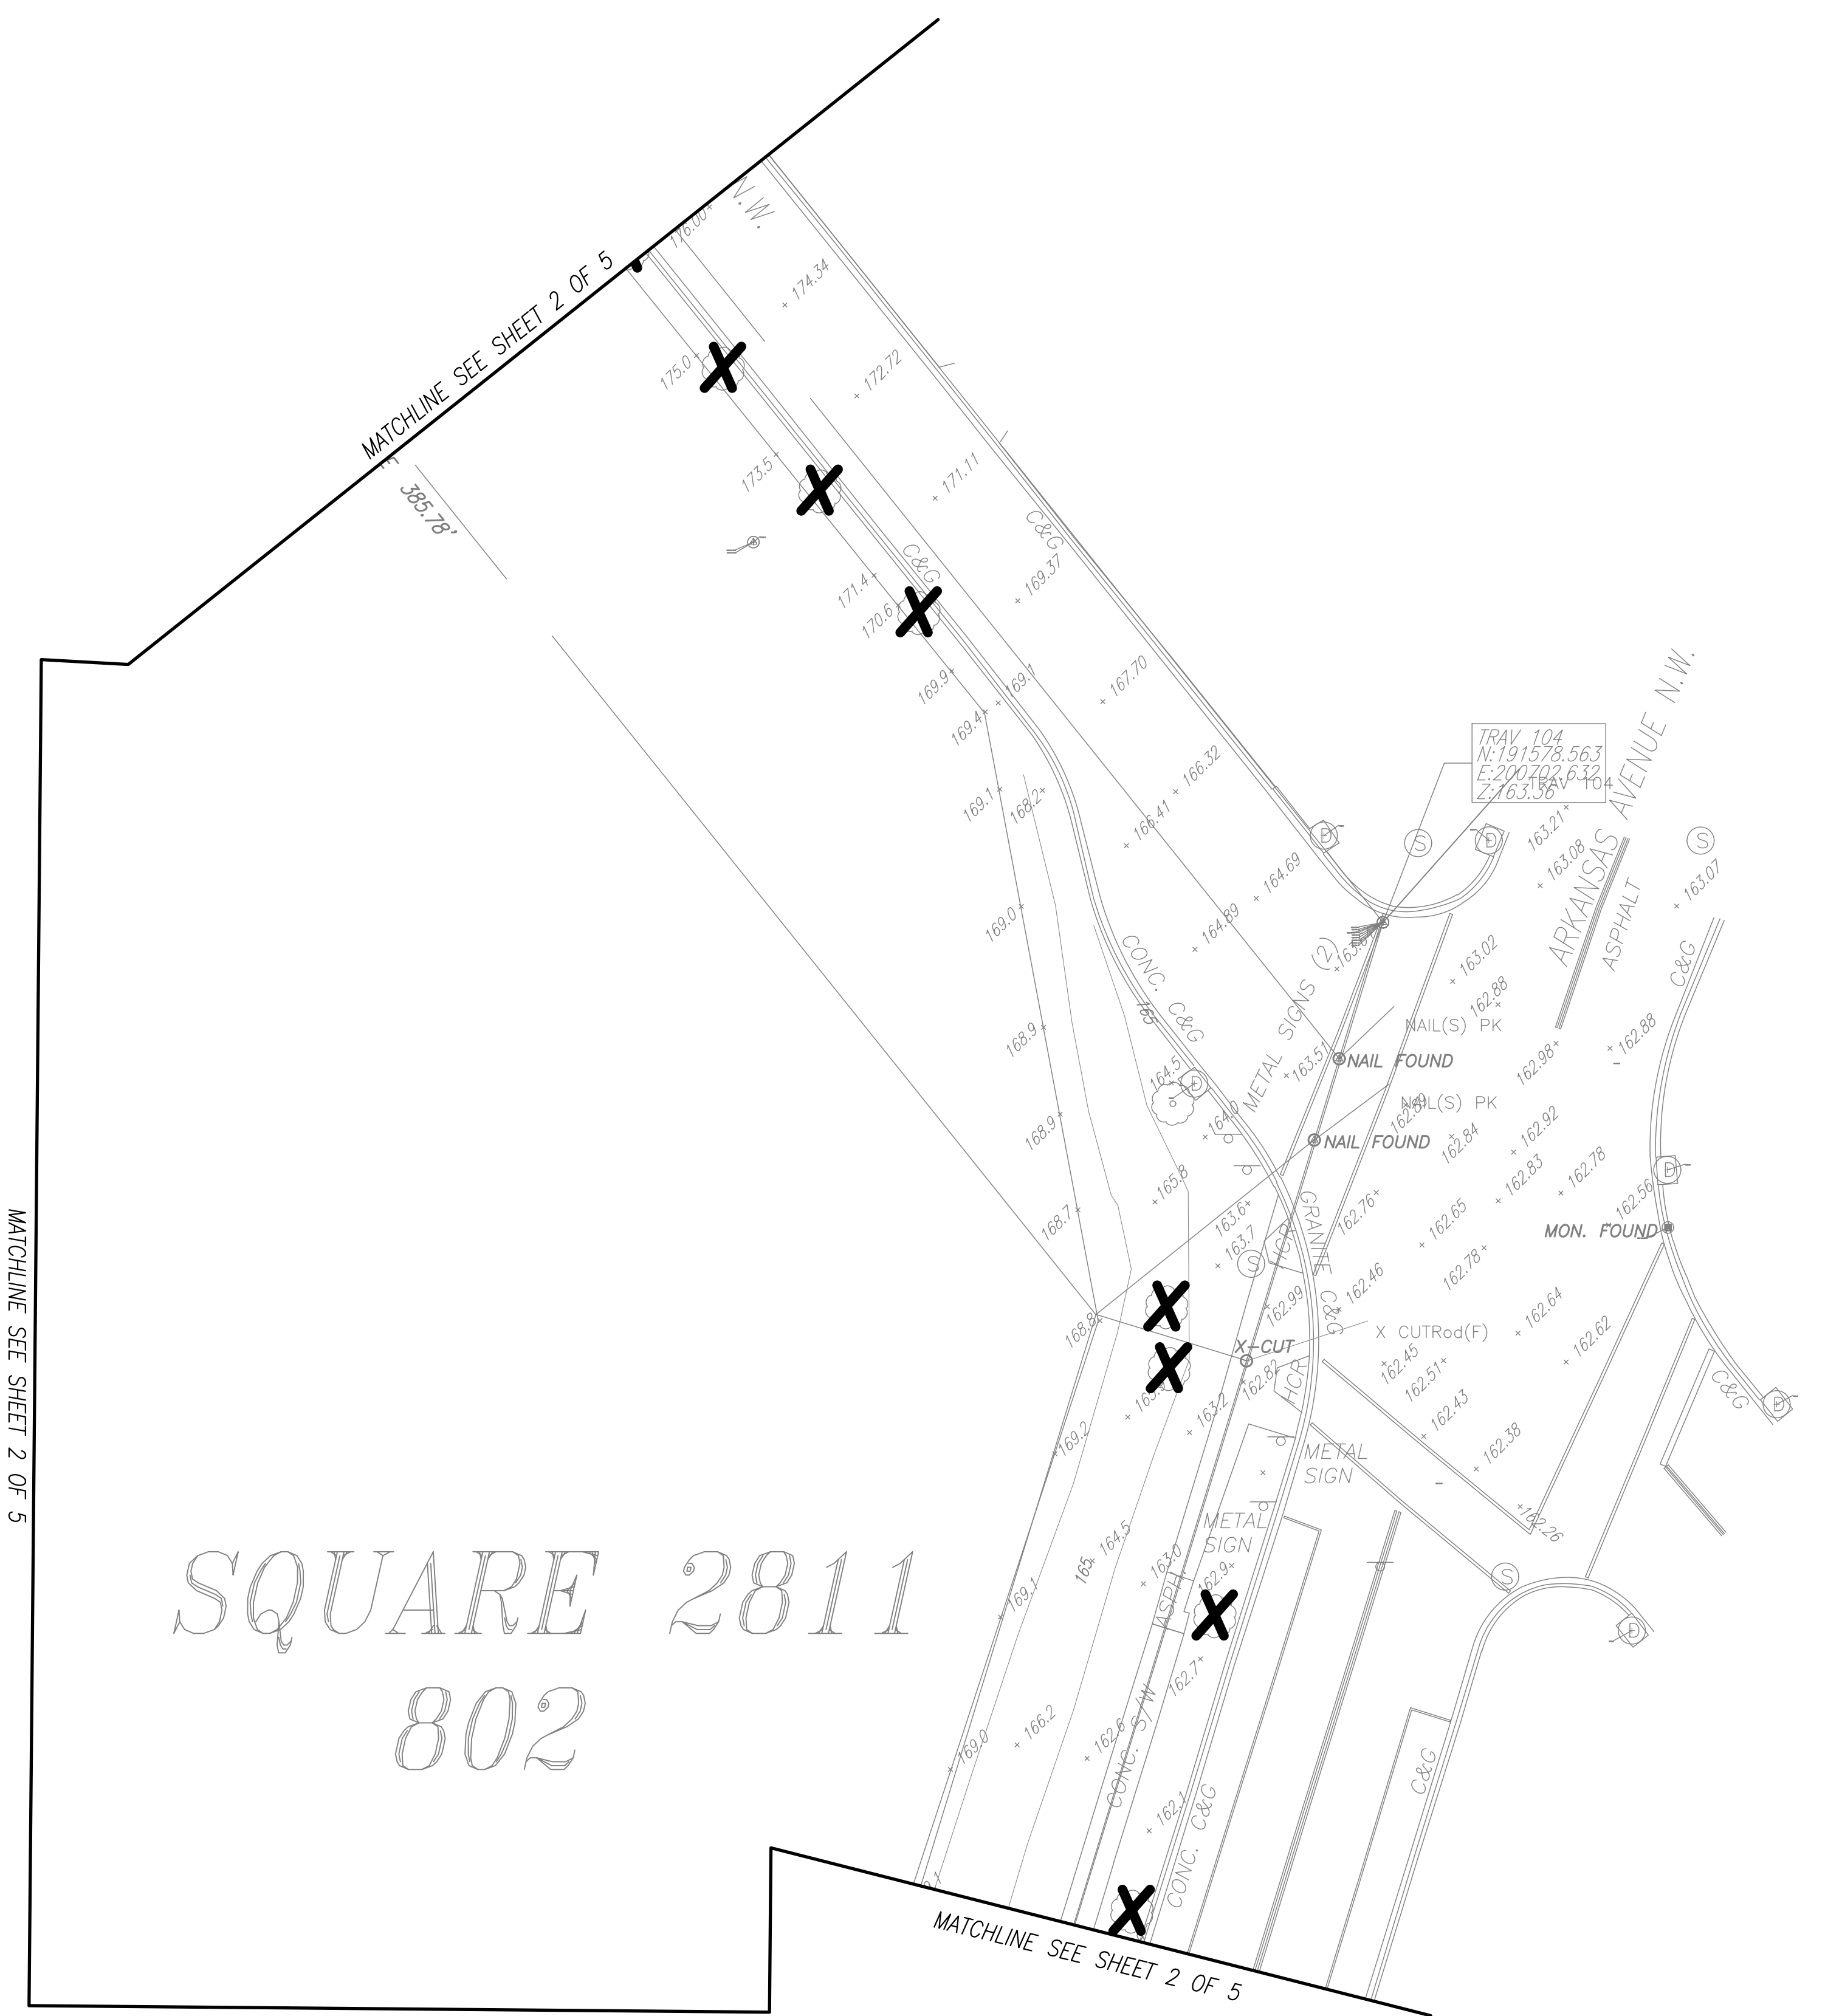 N.W.
176.00
174.34
MATCHLINE SEE SHEET 2 OF 5
175.0
172.72
385.78'
173.5
171.11
C&G
C&G
169.37
171.4
170.6
169.9
169.1
167.70
ARKANSAS AVENUE N.W.
169.4
TRAV 104
N:191578.563
E:200702.632
Z:163.36
TRAV 104
166.32
169.1
168.2
166.41
163.21
D
S
D
S
163.08
163.07
164.69
ASPHALT
169.0
164.89
CONC. C&G
METAL SIGNS (2)
163.02
C&G
162.88
165
NAIL(S) PK
168.9
162.88
163.51
NAIL FOUND
162.98
164.5
D
NAIL(S) PK
168.9
164.0
162.84
162.92
NAIL FOUND
162.83
162.78
D
165.8
168.7
163.6
163.7
GRANITE C&G
162.76
162.65
162.56
MON. FOUND
HCR
S
162.78
162.46
162.99
168.8
162.64
X CUTRod(F)
X-CUT
162.62
162.45
162.51
162.82
HCR
163.2
162.43
C&G
D
169.2
METAL
SIGN
162.38
MATCHLINE SEE SHEET 2 OF 5
METAL
SIGN
162.26
164.5
165
163.0
162.9
ASPH.
S
SQUARE 2811
169.1
D
162.7
802
166.2
169.0
162.6
CONC. S/W
162.1
CONC. C&G
C&G
MATCHLINE SEE SHEET 2 OF 5